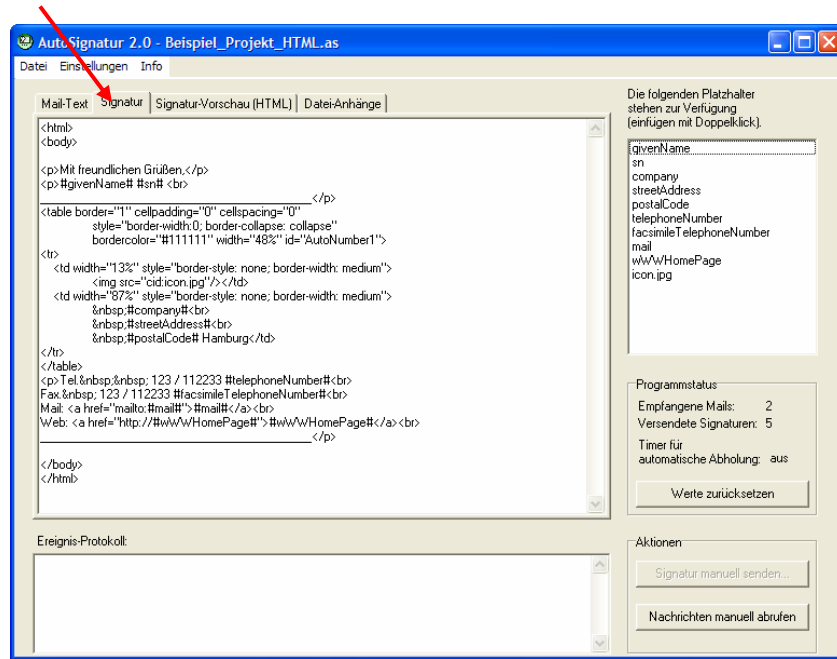 AutoSignatur 2.0 - Beispiel_Projekt_HTML.as
Datei Einstellungen Info
Mail-Text Signatur Signatur-Vorschau (HTML) Datei-Anhänge
<html>
<body>
<p>Mit freundlichen Grüßen,</p>
<p>#givenName# #sn# <br>
________________________________________</p>
<table border="1" cellpadding="0" cellspacing="0"
style="border-width:0; border-collapse: collapse"
bordercolor="#111111" width="48%" id="AutoNumber1">
<tr>
<td width="13%" style="border-style: none; border-width: medium">
<img src="cid:icon.jpg"/></td>
<td width="87%" style="border-style: none; border-width: medium">
&nbsp;#company#<br>
&nbsp;#streetAddress#<br>
&nbsp;#postalCode# Hamburg</td>
</tr>
</table>
<p>Tel.&nbsp;&nbsp; 123 / 112233 #telephoneNumber#<br>
Fax.&nbsp; 123 / 112233 #facsimileTelephoneNumber#<br>
Mail: <a href="mailto:#mail#">#mail#</a><br>
Web: <a href="http://#wWWHomePage#">#wWWHomePage#</a><br>
________________________________________</p>
</body>
</html>
Die folgenden Platzhalter
stehen zur Verfügung
(einfügen mit Doppelklick).
givenName
sn
company
streetAddress
postalCode
telephoneNumber
facsimileTelephoneNumber
mail
wWWHomePage
icon.jpg
Programmstatus
Empfangene Mails: 2
Versendete Signaturen: 5
Timer für
automatische Abholung: aus
Werte zurücksetzen
Ereignis-Protokoll:
Aktionen
Signatur manuell senden...
Nachrichten manuell abrufen